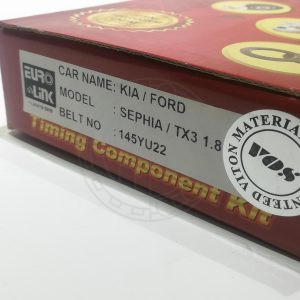 EURO
LINK
CAR NAME: KIA / FORD
MODEL : SEPHIA / TX3 1.8
BELT NO : 145YU22
Timing Component Kit
VITON MATERIAL
VOS